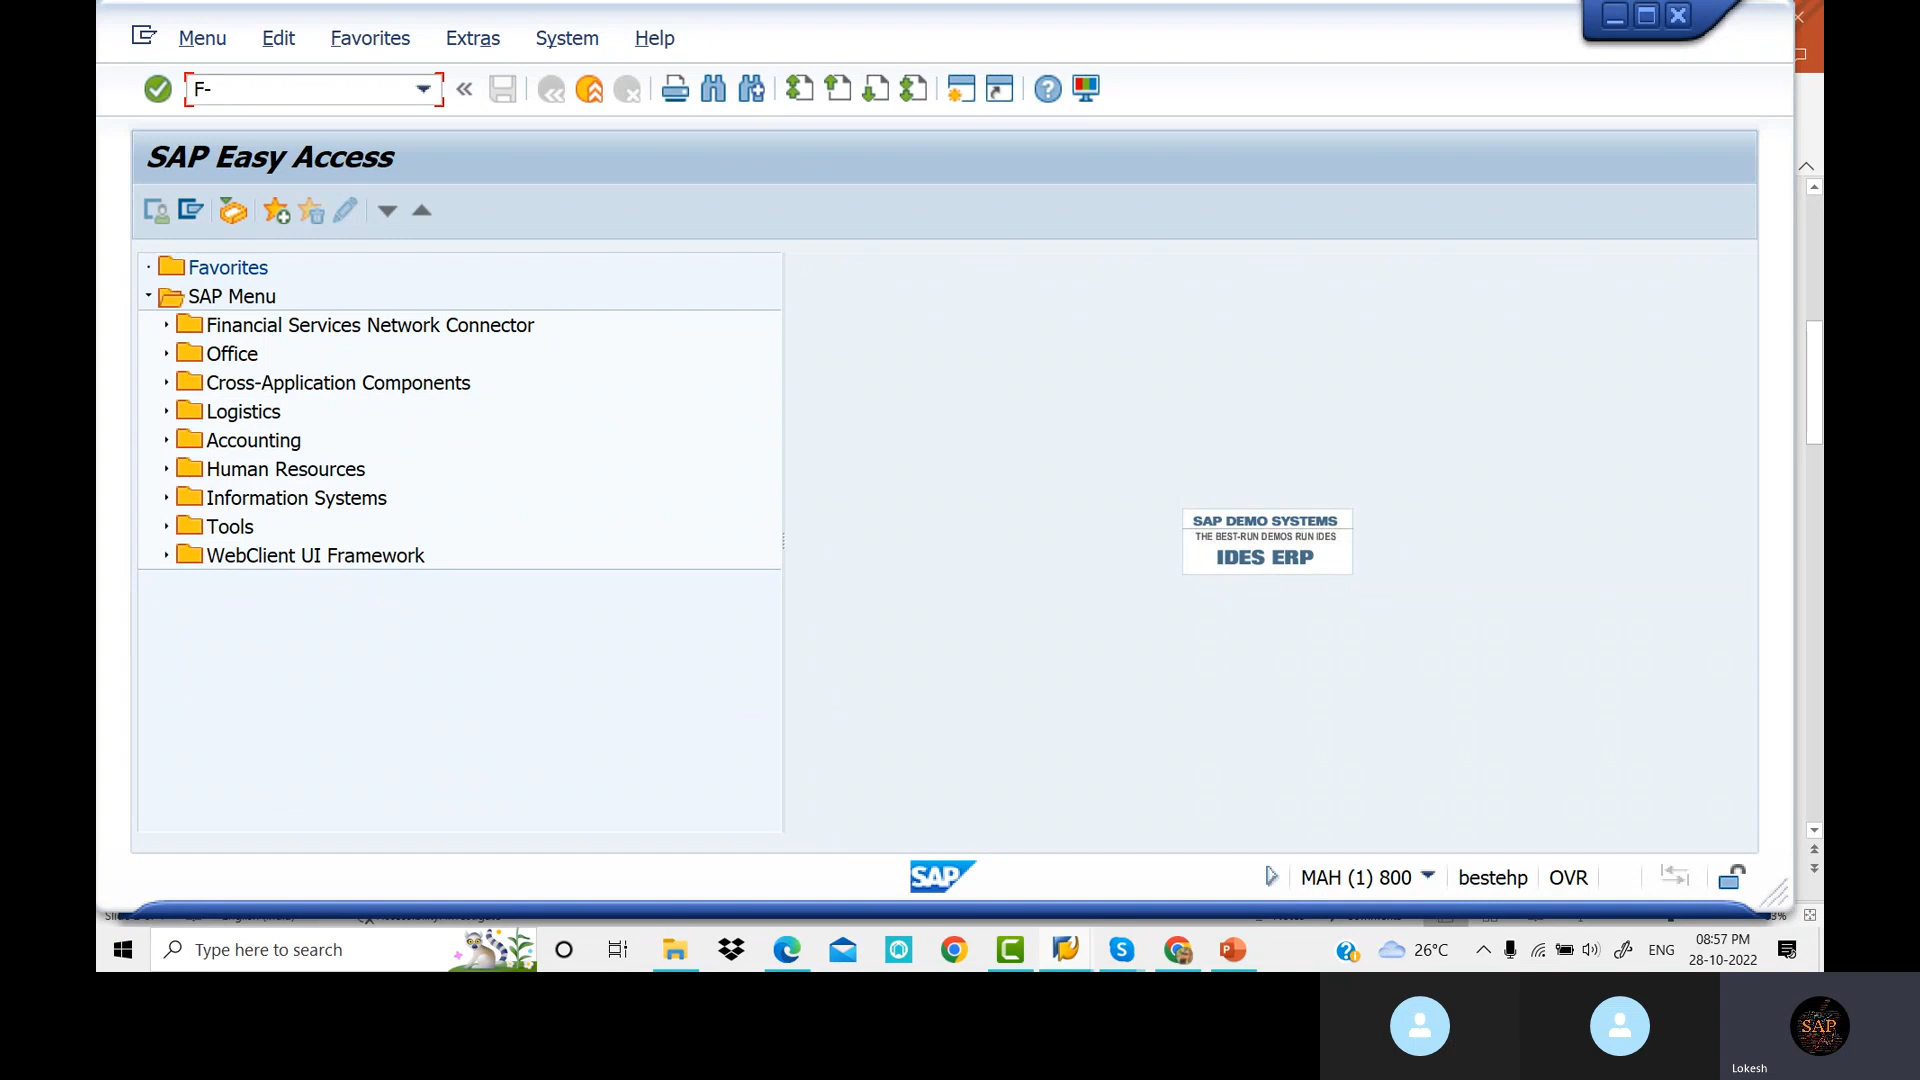 Menu Edit Favorites Extras System Help
F-
SAP Easy Access
Favorites
SAP Menu
Financial Services Network Connector
Office
Cross-Application Components
Logistics
Accounting
Human Resources
Information Systems
Tools
WebClient UI Framework
SAP DEMO SYSTEMS
THE BEST-RUN DEMOS RUN IDES
IDES ERP
SAP
MAH (1) 800 bestehp OVR
Type here to search
26°C
ENG
08:57 PM
28-10-2022
SAP
Lokesh